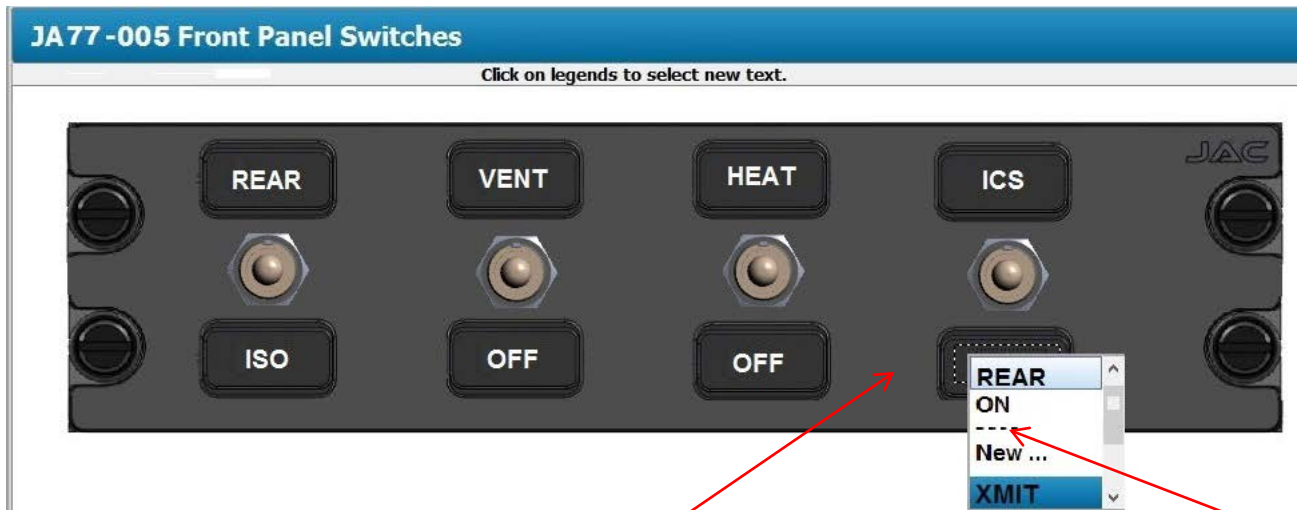 JA77-005 Front Panel Switches
Click on legends to select new text.
JAC
REAR VENT HEAT ICS
ISO OFF OFF
REAR
ON
----
New ...
XMIT